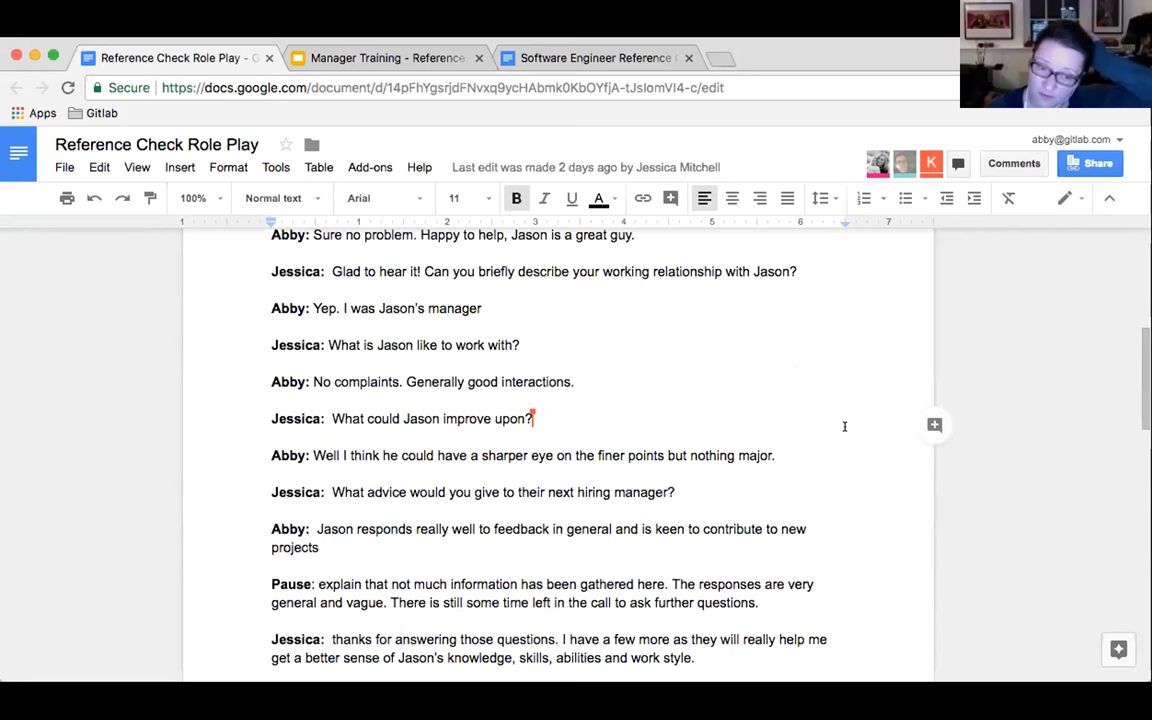 Reference Check Role Play - G
Manager Training - Reference
Software Engineer Reference
Secure
https://docs.google.com/document/d/14pFhYgsrjdFNvxq9ycHAbmk0KbOYfjA-tJsIomVI4-c/edit
Apps
Gitlab
Reference Check Role Play
abby@gitlab.com
File Edit View Insert Format Tools Table Add-ons Help Last edit was made 2 days ago by Jessica Mitchell
K
Comments
Share
100% Normal text Arial 11 B I U A
1 1 2 3 4 5 6 7
Abby: Sure no problem. Happy to help, Jason is a great guy.
Jessica: Glad to hear it! Can you briefly describe your working relationship with Jason?
Abby: Yep. I was Jason's manager
Jessica: What is Jason like to work with?
Abby: No complaints. Generally good interactions.
Jessica: What could Jason improve upon?
Abby: Well I think he could have a sharper eye on the finer points but nothing major.
Jessica: What advice would you give to their next hiring manager?
Abby: Jason responds really well to feedback in general and is keen to contribute to new
projects
Pause: explain that not much information has been gathered here. The responses are very
general and vague. There is still some time left in the call to ask further questions.
Jessica: thanks for answering those questions. I have a few more as they will really help me
get a better sense of Jason's knowledge, skills, abilities and work style.